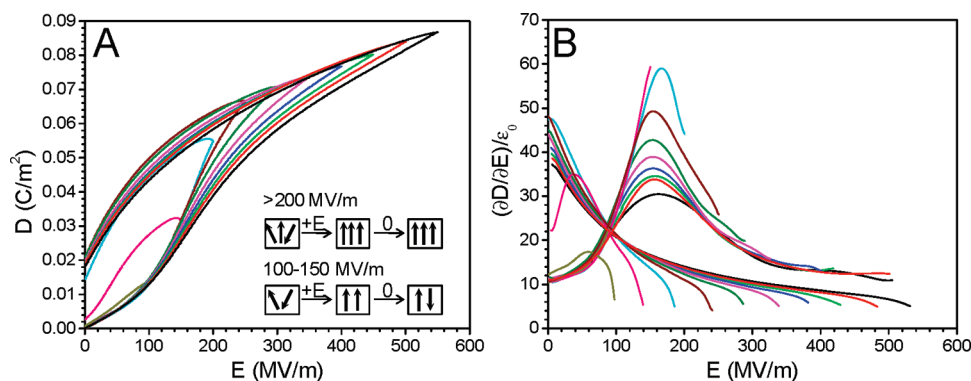 A
D (C/m²)
0.09
0.08
0.07
0.06
0.05
0.04
0.03
0.02
0.01
0.00
>200 MV/m
+E 0
100-150 MV/m
+E 0
0 100 200 300 400 500 600
E (MV/m)
B
(∂D/∂E)/ε₀
60
50
40
30
20
10
0
0 100 200 300 400 500 600
E (MV/m)